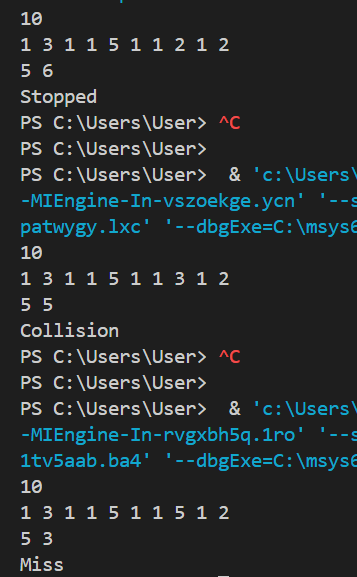 10
1 3 1 1 5 1 1 2 1 2
5 6
Stopped
PS C:\Users\User> ^C
PS C:\Users\User>
PS C:\Users\User>  & 'c:\Users\
-MIEngine-In-vszoekge.ycn' '--s
patwygy.lxc' '--dbgExe=C:\msys6
10
1 3 1 1 5 1 1 3 1 2
5 5
Collision
PS C:\Users\User> ^C
PS C:\Users\User>
PS C:\Users\User>  & 'c:\Users\
-MIEngine-In-rvgxbh5q.1ro' '--s
1tv5aab.ba4' '--dbgExe=C:\msys6
10
1 3 1 1 5 1 1 5 1 2
5 3
Miss